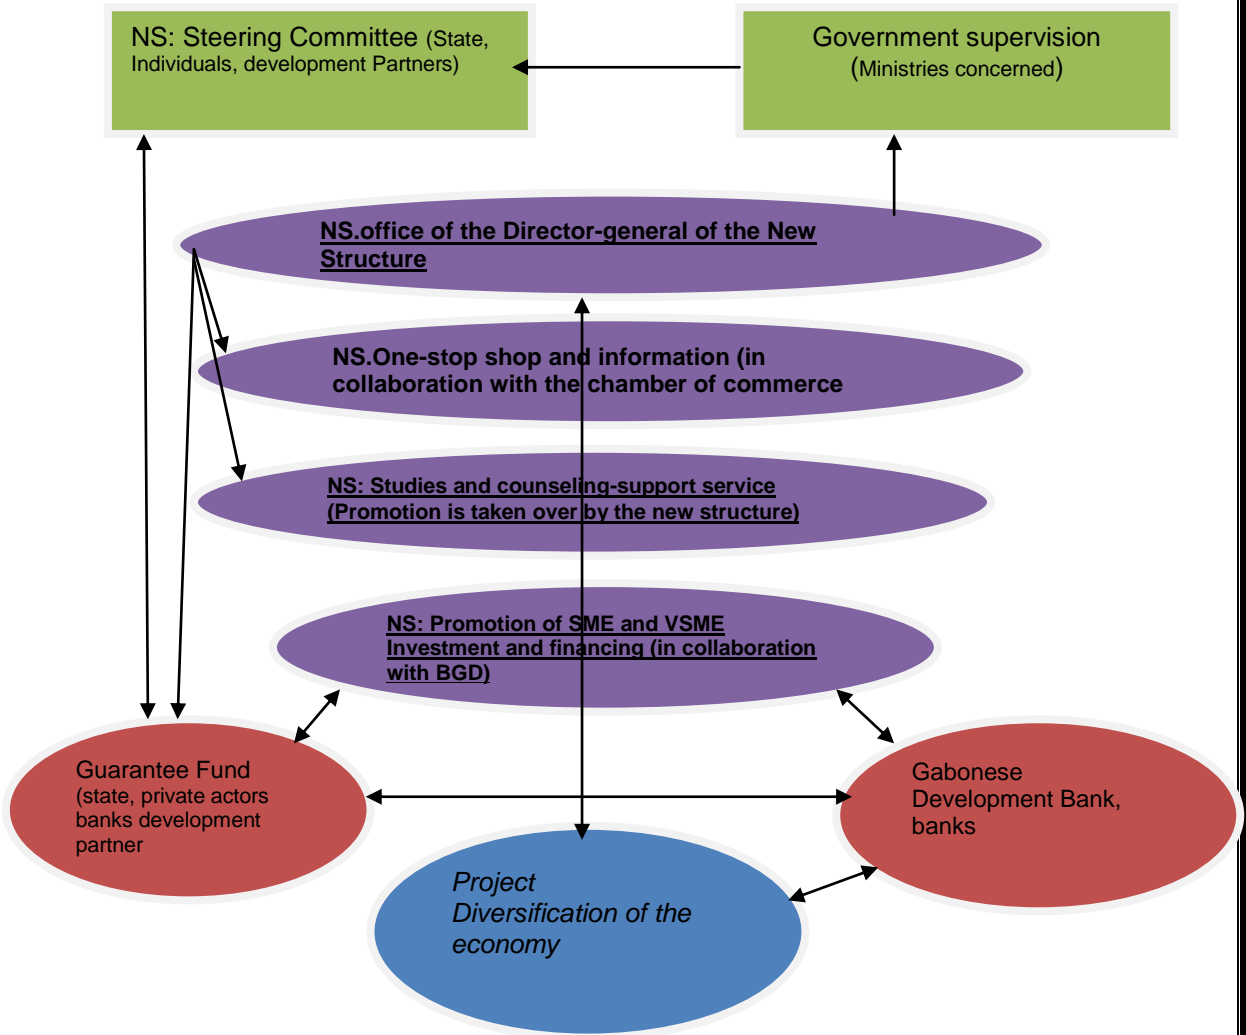 NS: Steering Committee (State,
Individuals, development Partners)
Government supervision
(Ministries concerned)
NS.office of the Director-general of the New
Structure
NS.One-stop shop and information (in
collaboration with the chamber of commerce
NS: Studies and counseling-support service
(Promotion is taken over by the new structure)
NS: Promotion of SME and VSME
Investment and financing (in collaboration
with BGD)
Guarantee Fund
(state, private actors
banks development
partner
Gabonese
Development Bank,
banks
Project
Diversification of the
economy